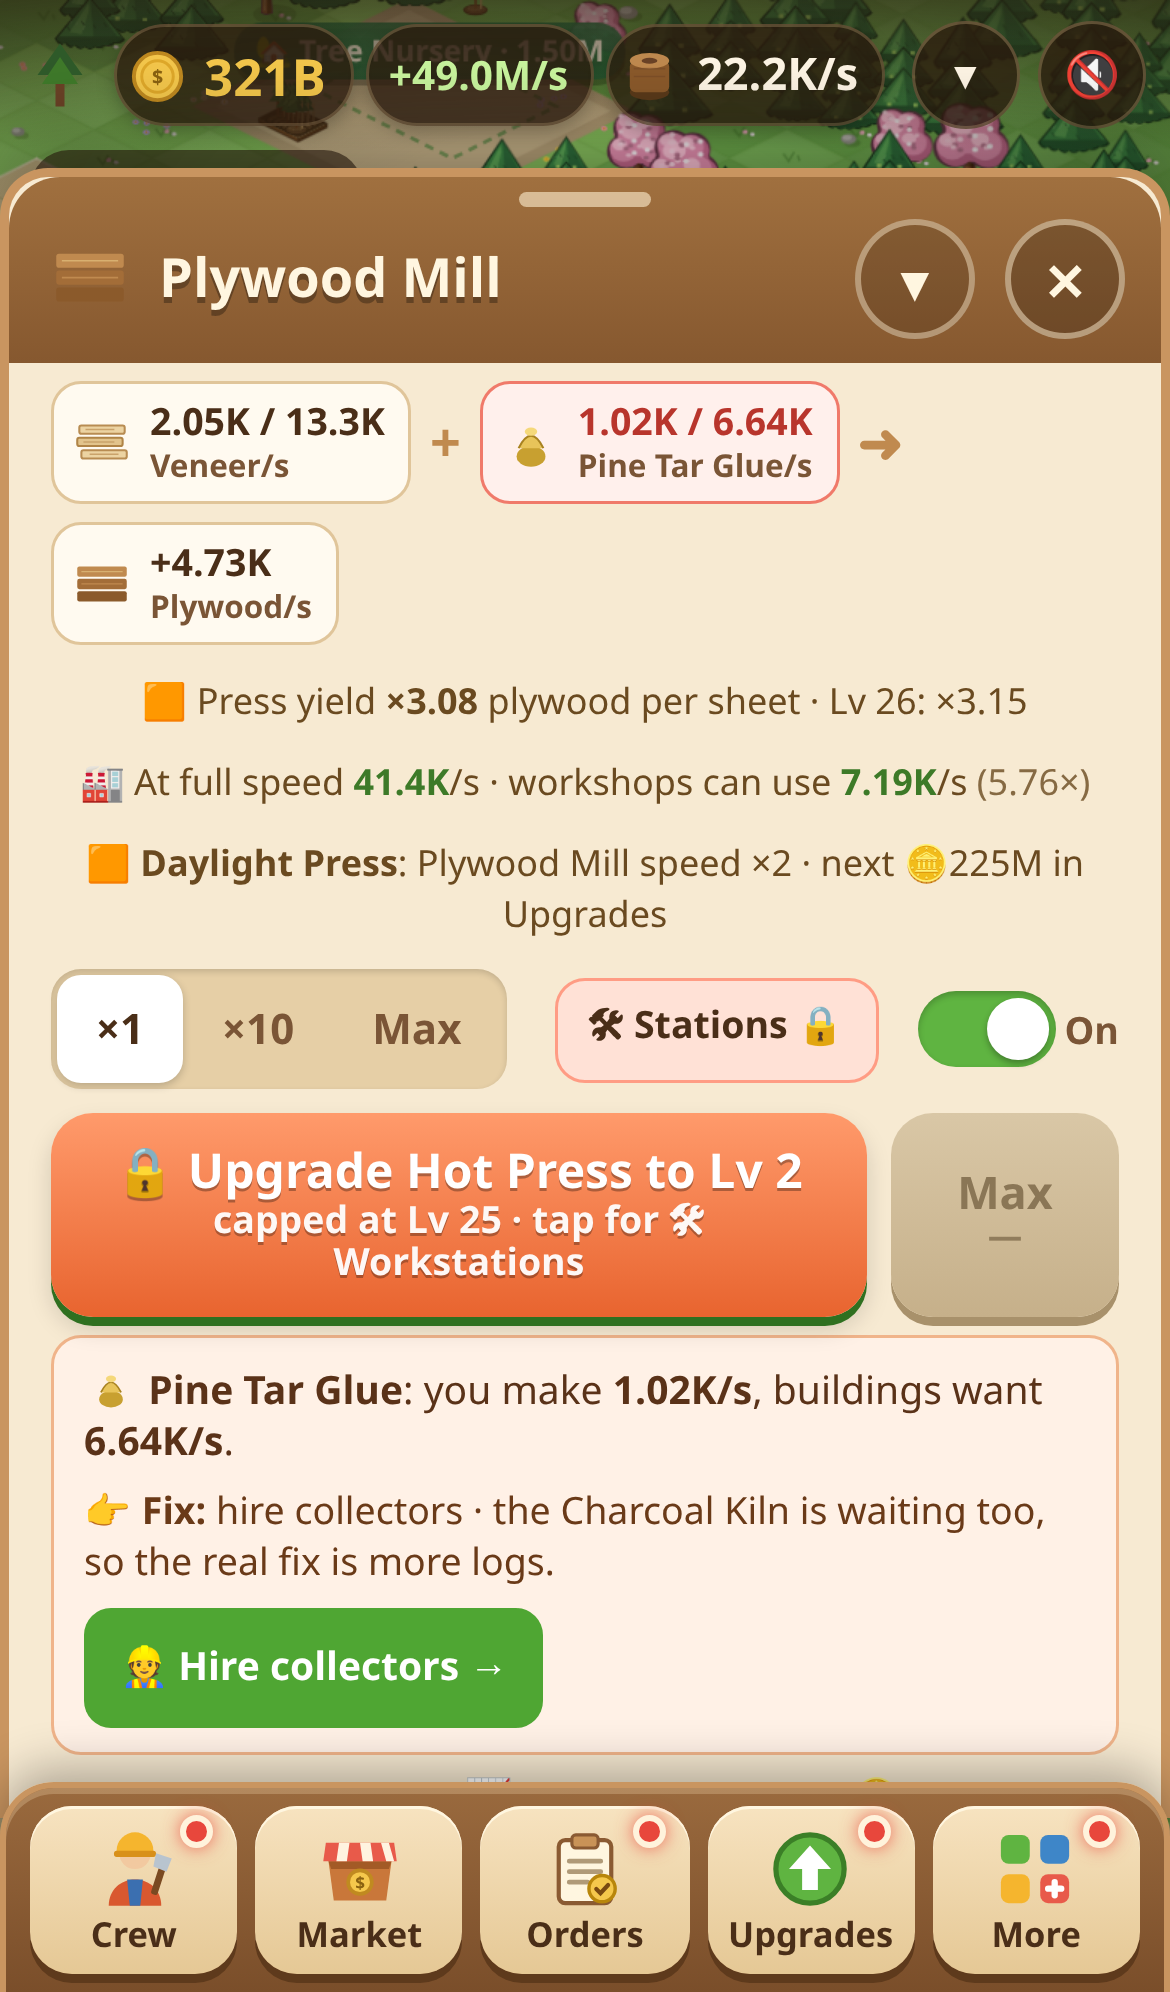 Tree Nursery · 1.50M
$ 321B +49.0M/s 22.2K/s ▼
Plywood Mill ▼ ✕
2.05K / 13.3K
Veneer/s
+
1.02K / 6.64K
Pine Tar Glue/s
➜
+4.73K
Plywood/s
🟧 Press yield ×3.08 plywood per sheet · Lv 26: ×3.15
🏭 At full speed 41.4K/s · workshops can use 7.19K/s (5.76×)
🟧 Daylight Press: Plywood Mill speed ×2 · next 🪙225M in
Upgrades
×1 ×10 Max 🛠 Stations 🔒 On
🔒 Upgrade Hot Press to Lv 2
capped at Lv 25 · tap for 🛠
Workstations
Max
—
Pine Tar Glue: you make 1.02K/s, buildings want
6.64K/s.
👉 Fix: hire collectors · the Charcoal Kiln is waiting too,
so the real fix is more logs.
👷 Hire collectors →
Crew Market Orders Upgrades More